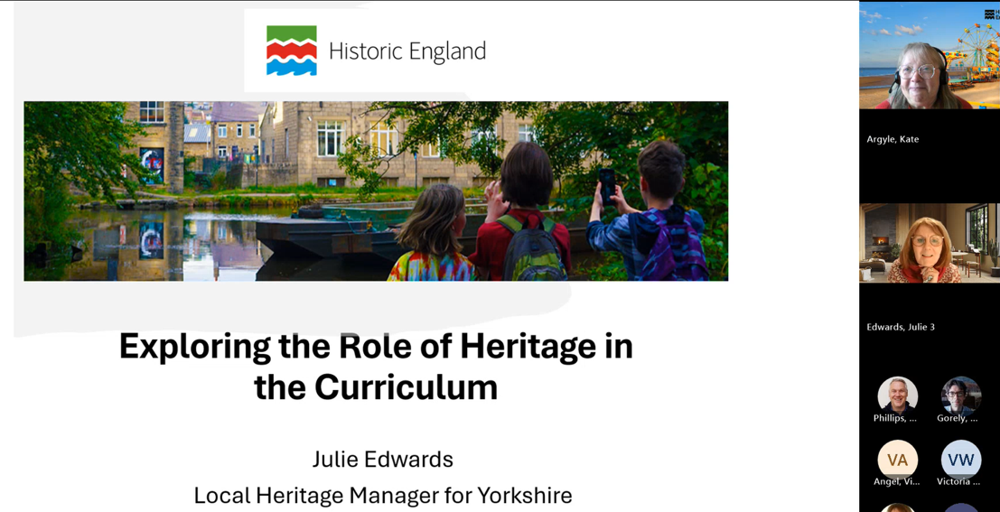 Historic England
Exploring the Role of Heritage in
the Curriculum
Julie Edwards
Local Heritage Manager for Yorkshire
Argyle, Kate
Edwards, Julie 3
Phillips, ...
Gorely, ...
VA
VW
Angel, Vi...
Victoria ...